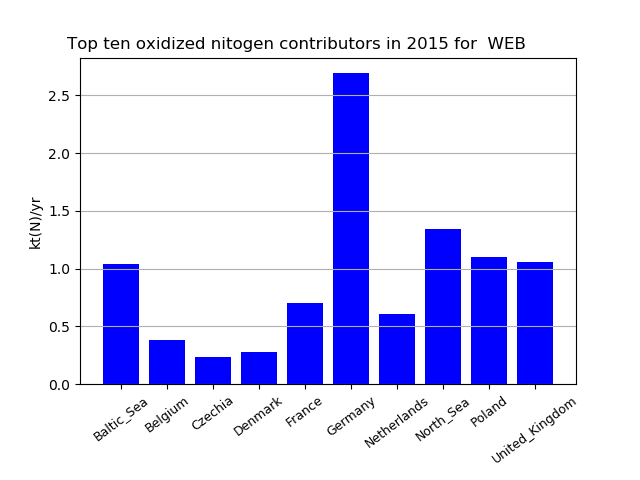 Top ten oxidized nitogen contributors in 2015 for  WEB
kt(N)/yr
2.5
2.0
1.5
1.0
0.5
0.0
Baltic_Sea
Belgium
Czechia
Denmark
France
Germany
Netherlands
North_Sea
Poland
United_Kingdom